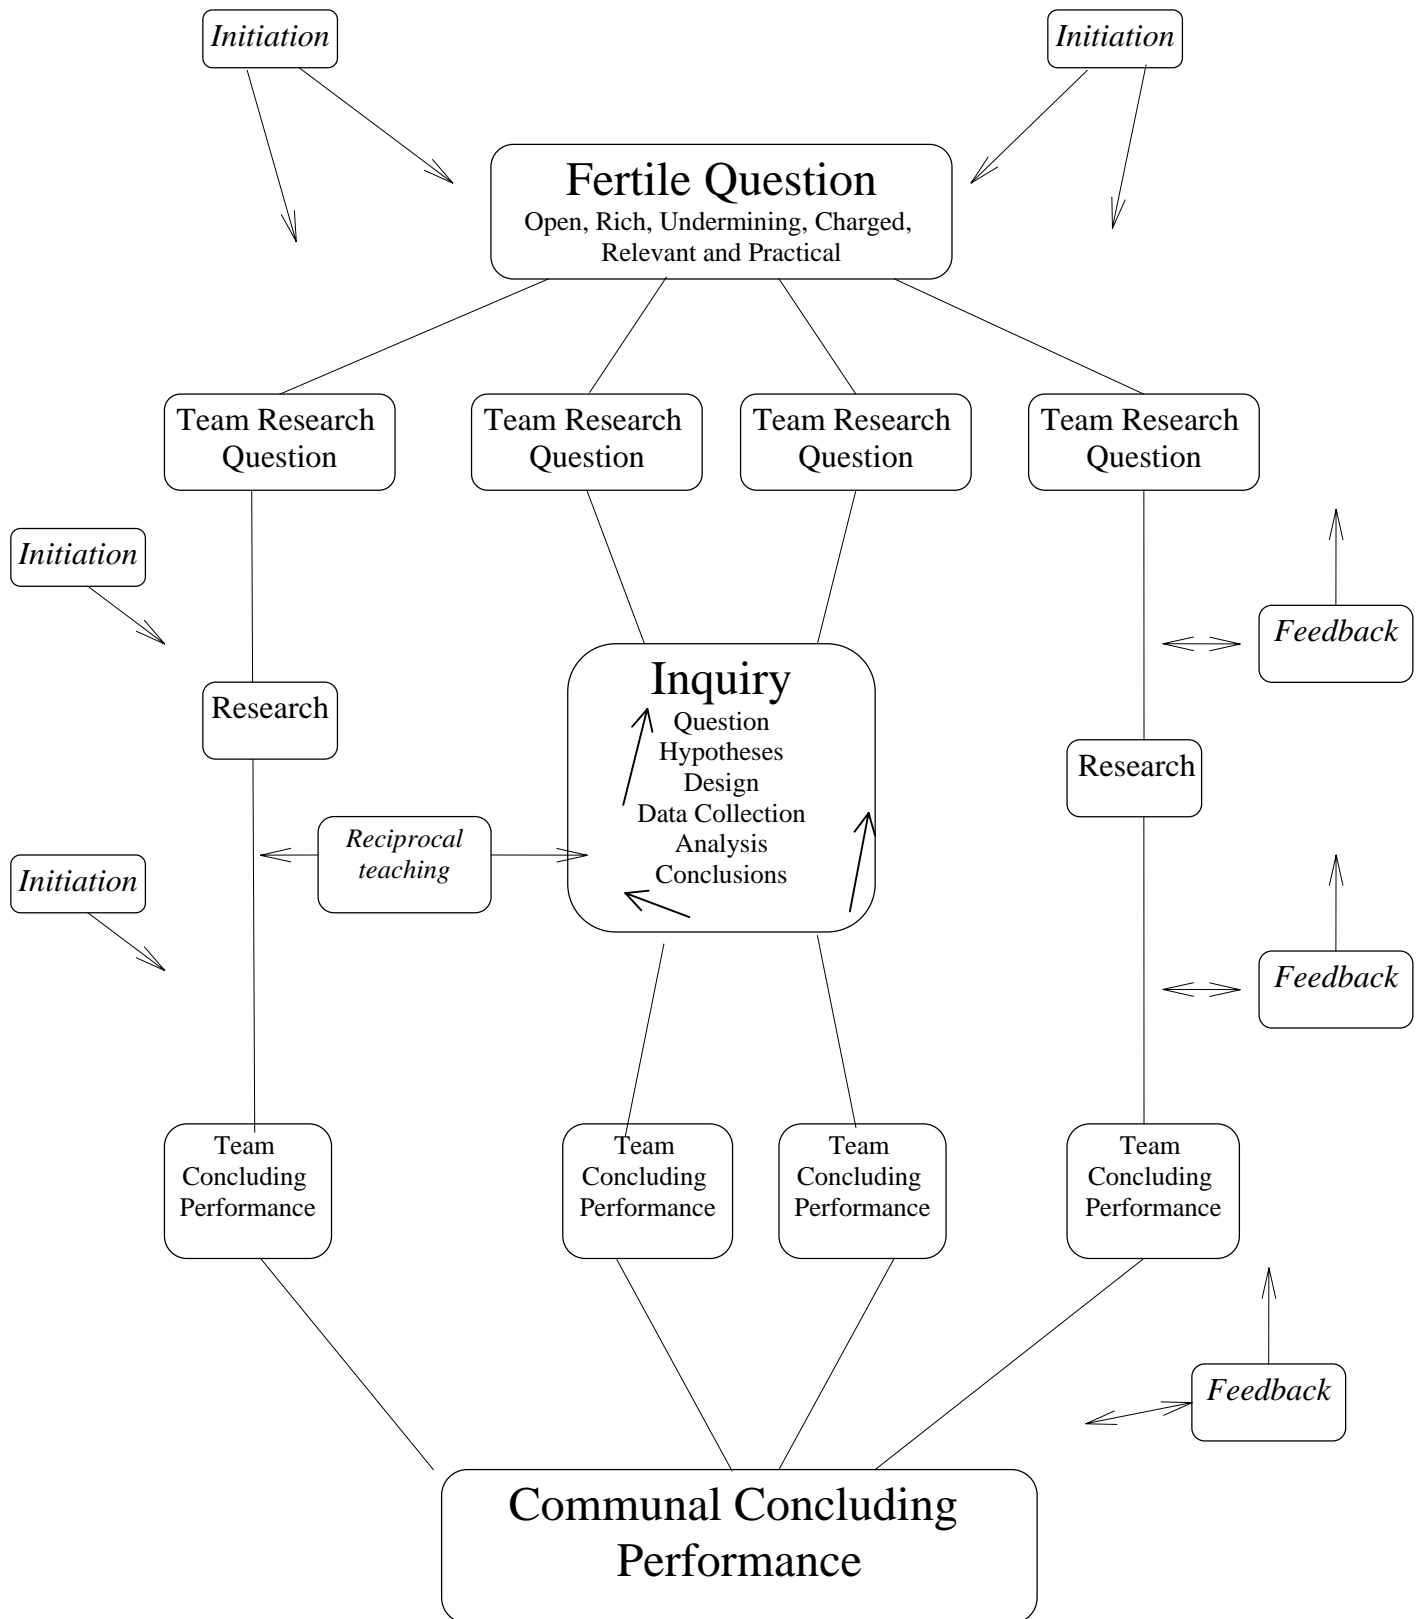 Initiation
Initiation
Fertile Question
Open, Rich, Undermining, Charged,
Relevant and Practical
Team Research
Question
Team Research
Question
Team Research
Question
Team Research
Question
Initiation
Feedback
Inquiry
Question
Hypotheses
Design
Data Collection
Analysis
Conclusions
Research
Research
Reciprocal
teaching
Initiation
Feedback
Team
Concluding
Performance
Team
Concluding
Performance
Team
Concluding
Performance
Team
Concluding
Performance
Feedback
Communal Concluding
Performance